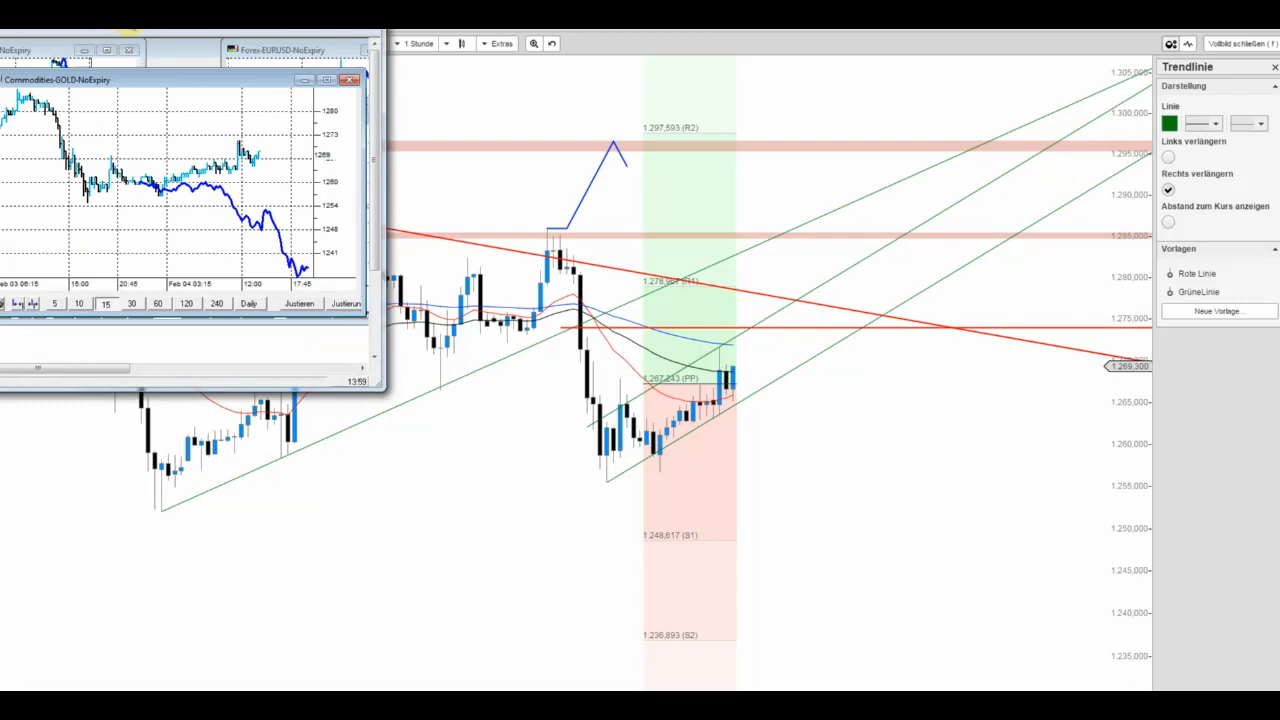 NoExpiry
Forex-EURUSD-NoExpiry
Commodities-GOLD-NoExpiry
1280
1273
1269
1260
1254
1248
1241
eb 03 06:15
15:00
20:45
Feb 04 03:15
12:00
17:45
5
10
15
30
60
120
240
Daily
Justieren
Justierun
13:59
1 Stunde
Extras
Vollbild schließen ( f )
1.297,593 (R2)
1.267,243 (PP)
1.248,617 (S1)
1.236,893 (S2)
1.305,000
1.300,000
1.295,000
1.290,000
1.285,000
1.280,000
1.275,000
1.269,300
1.265,000
1.260,000
1.255,000
1.250,000
1.245,000
1.240,000
1.235,000
Trendlinie
Darstellung
Linie
Links verlängern
Rechts verlängern
Abstand zum Kurs anzeigen
Vorlagen
Rote Linie
GrüneLinie
Neue Vorlage...